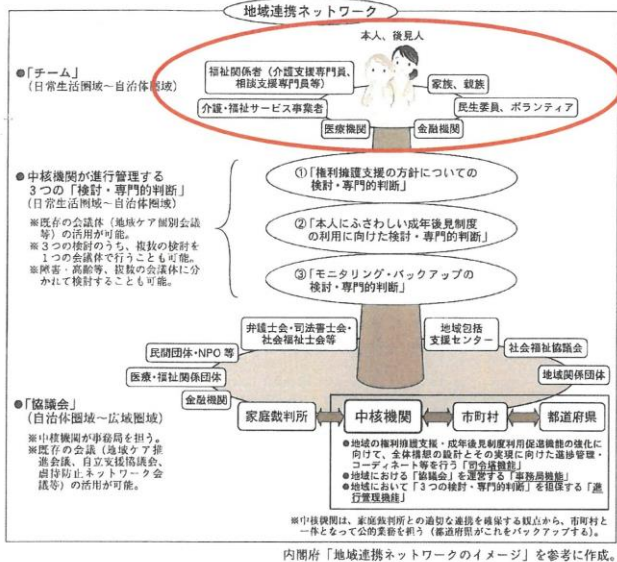 地域連携ネットワーク
本人、後見人
●「チーム」
(日常生活圏域～自治体圏域)
福祉関係者(介護支援専門員、
相談支援専門員等)
家族、親族
介護・福祉サービス事業者
民生委員、ボランティア
医療機関
金融機関
●中核機関が進行管理する
3つの「検討・専門的判断」
(日常生活圏域～自治体圏域)
※既存の会議体(地域ケア個別会議
等)の活用が可能。
※3つの検討のうち、複数の検討を
1つの会議体で行うことも可能。
※障害・高齢等、複数の会議体に分
かれて検討することも可能。
①「権利擁護支援の方針についての
検討・専門的判断」
②「本人にふさわしい成年後見制度
の利用に向けた検討・専門的判断」
③「モニタリング・バックアップの
検討・専門的判断」
弁護士会・司法書士会・
社会福祉士会等
地域包括
支援センター
民間団体・NPO等
社会福祉協議会
医療・福祉関係団体
地域関係団体
金融機関
●「協議会」
(自治体圏域～広域圏域)
※中核機関が事務局を担う。
※既存の会議(地域ケア推
進会議、自立支援協議会、
虐待防止ネットワーク会
議等)の活用が可能。
家庭裁判所
中核機関
市町村
都道府県
●地域の権利擁護支援・成年後見制度利用促進機能の強化に
向けて、全体構想の設計とその実現に向けた進捗管理・
コーディネート等を行う「司令塔機能」
●地域における「協議会」を運営する「事務局機能」
●地域において「3つの検討・専門的判断」を担保する「進
行管理機能」
※中核機関は、家庭裁判所との適切な連携を確保する観点から、市町村と
一体となって公的業務を担う(都道府県がこれをバックアップする)。
内閣府「地域連携ネットワークのイメージ」を参考に作成。